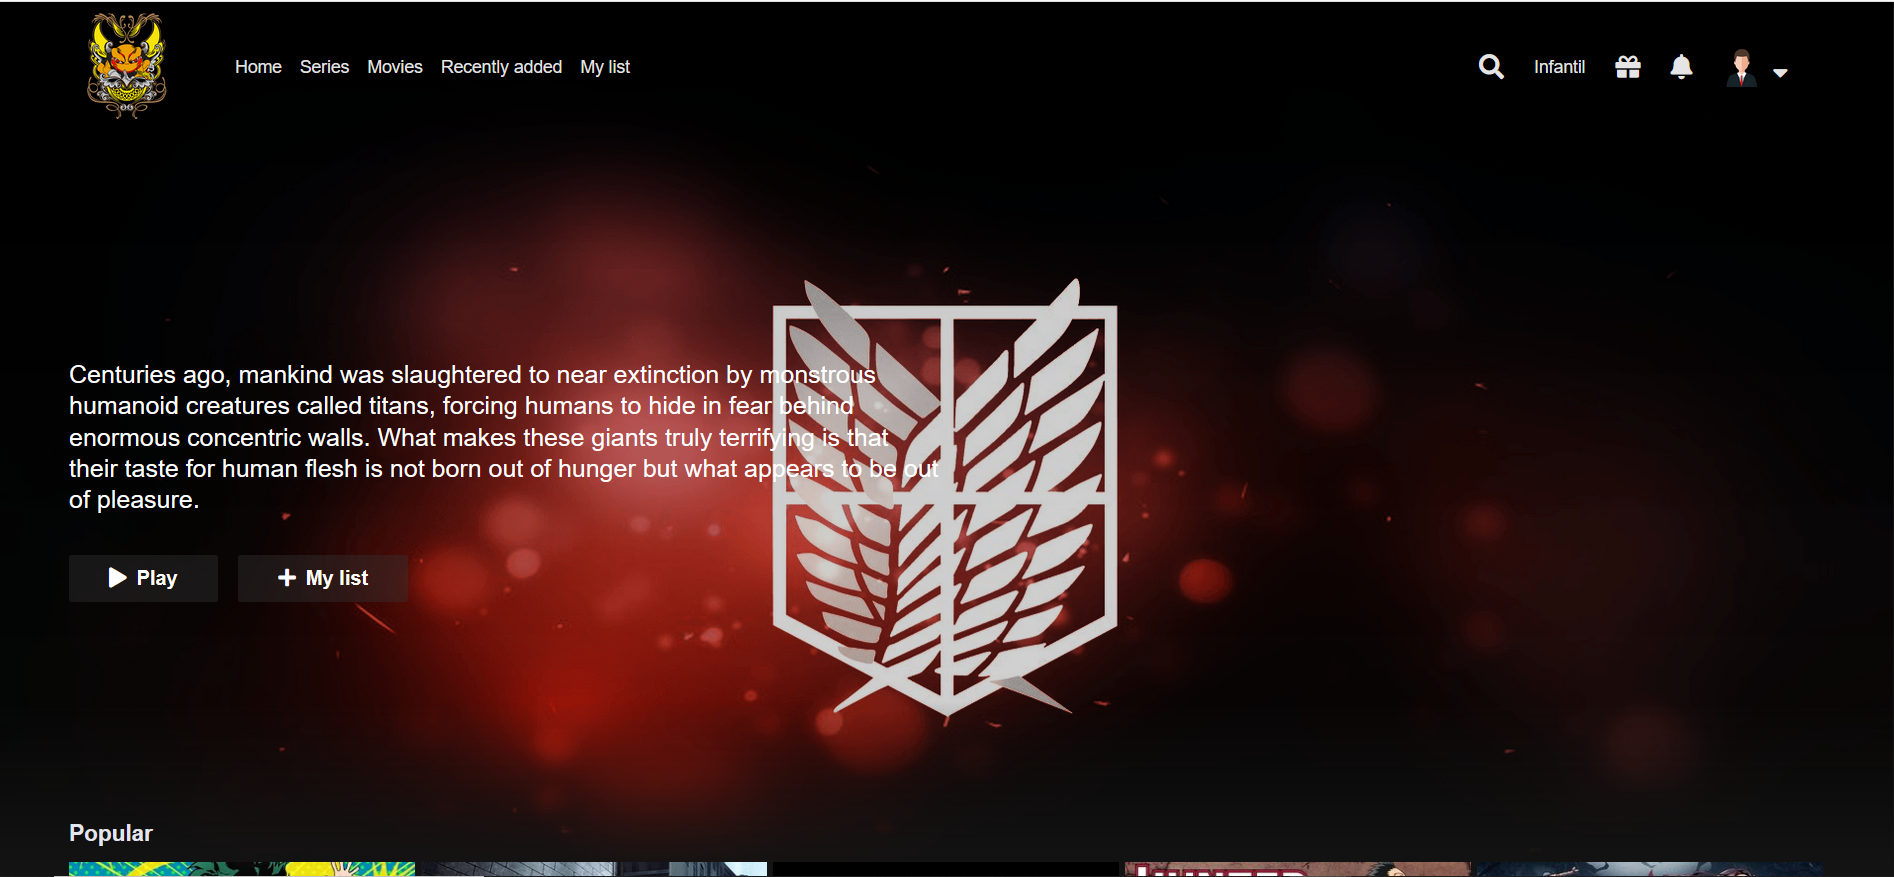 Home Series Movies Recently added My list Infantil
Centuries ago, mankind was slaughtered to near extinction by monstrous
humanoid creatures called titans, forcing humans to hide in fear behind
enormous concentric walls. What makes these giants truly terrifying is that
their taste for human flesh is not born out of hunger but what appears to be out
of pleasure.
Play My list
Popular
HUNTER